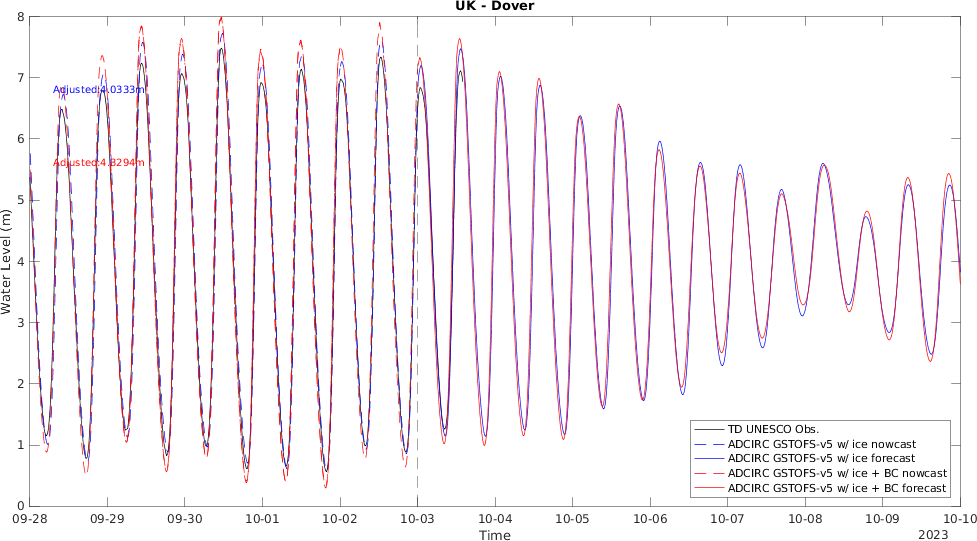 UK - Dover
8
7
6
5
4
3
2
1
0
Water Level (m)
Adjusted:4.0333m
Adjusted:4.8294m
TD UNESCO Obs.
ADCIRC GSTOFS-v5 w/ ice nowcast
ADCIRC GSTOFS-v5 w/ ice forecast
ADCIRC GSTOFS-v5 w/ ice + BC nowcast
ADCIRC GSTOFS-v5 w/ ice + BC forecast
09-28 09-29 09-30 10-01 10-02 10-03 10-04 10-05 10-06 10-07 10-08 10-09 10-10
Time
2023